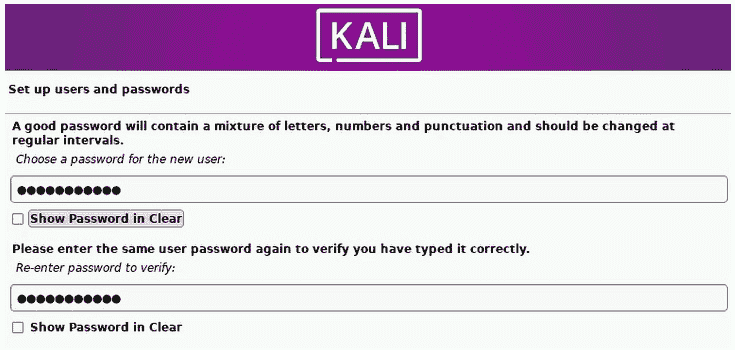 KALI
Set up users and passwords
A good password will contain a mixture of letters, numbers and punctuation and should be changed at
regular intervals.
Choose a password for the new user:
●●●●●●●●●●●
Show Password in Clear
Please enter the same user password again to verify you have typed it correctly.
Re-enter password to verify:
●●●●●●●●●●●
Show Password in Clear